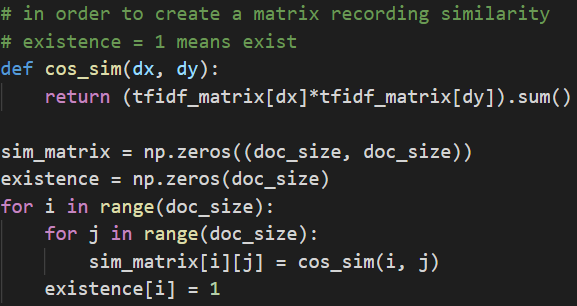 # in order to create a matrix recording similarity
# existence = 1 means exist
def cos_sim(dx, dy):
    return (tfidf_matrix[dx]*tfidf_matrix[dy]).sum()

sim_matrix = np.zeros((doc_size, doc_size))
existence = np.zeros(doc_size)
for i in range(doc_size):
    for j in range(doc_size):
        sim_matrix[i][j] = cos_sim(i, j)
    existence[i] = 1